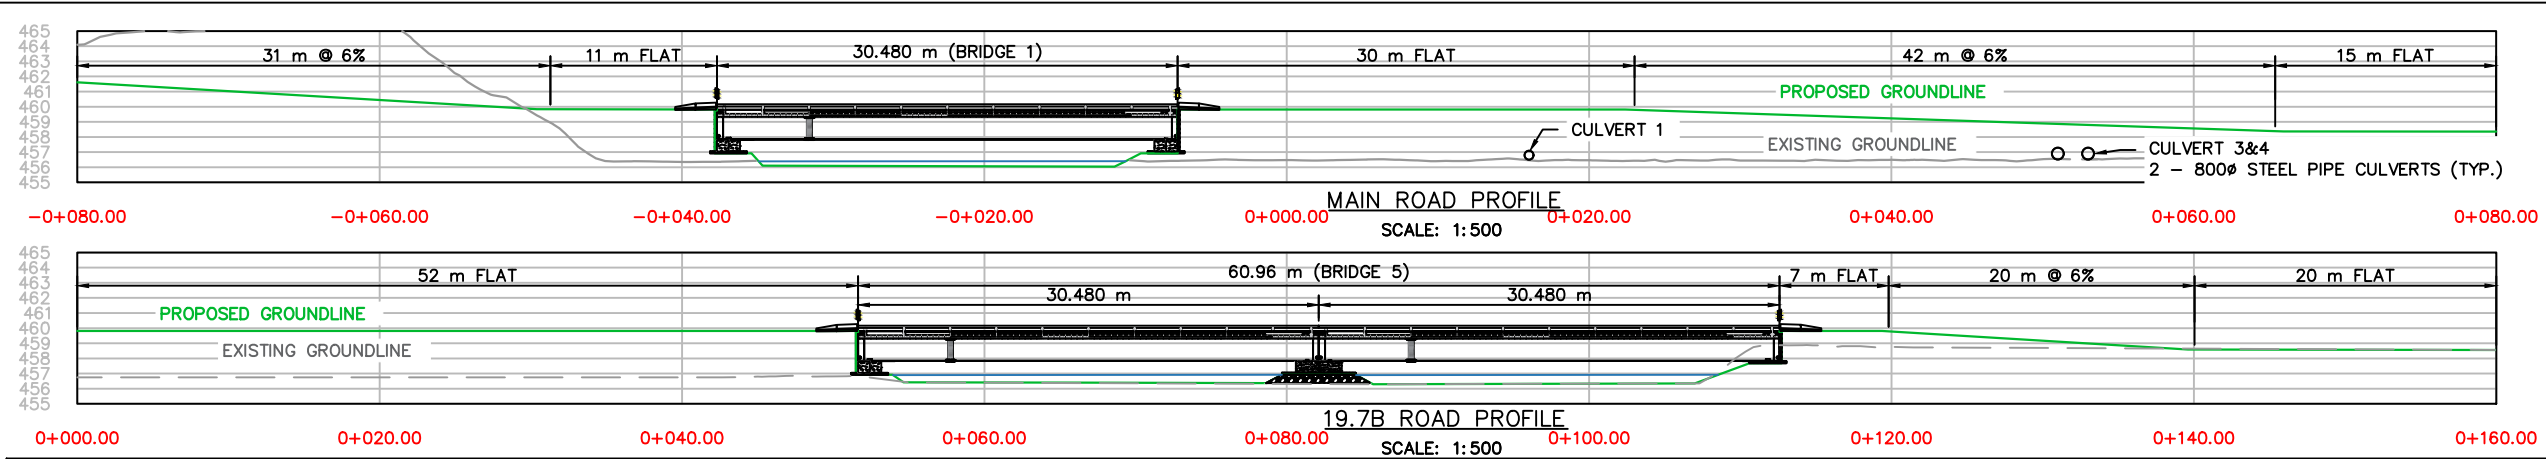 465
464
463
462
461
460
459
458
457
456
455
31 m @ 6%
11 m FLAT
30.480 m (BRIDGE 1)
30 m FLAT
42 m @ 6%
15 m FLAT
PROPOSED GROUNDLINE
CULVERT 1
EXISTING GROUNDLINE
CULVERT 3&4
2 - 800ø STEEL PIPE CULVERTS (TYP.)
-0+080.00 -0+060.00 -0+040.00 -0+020.00 0+000.00 0+020.00 0+040.00 0+060.00 0+080.00
MAIN ROAD PROFILE
SCALE: 1:500
465
464
463
462
461
460
459
458
457
456
455
52 m FLAT
60.96 m (BRIDGE 5)
7 m FLAT
20 m @ 6%
20 m FLAT
30.480 m
30.480 m
PROPOSED GROUNDLINE
EXISTING GROUNDLINE
19.7B ROAD PROFILE
0+000.00 0+020.00 0+040.00 0+060.00 0+080.00 0+100.00 0+120.00 0+140.00 0+160.00
SCALE: 1:500